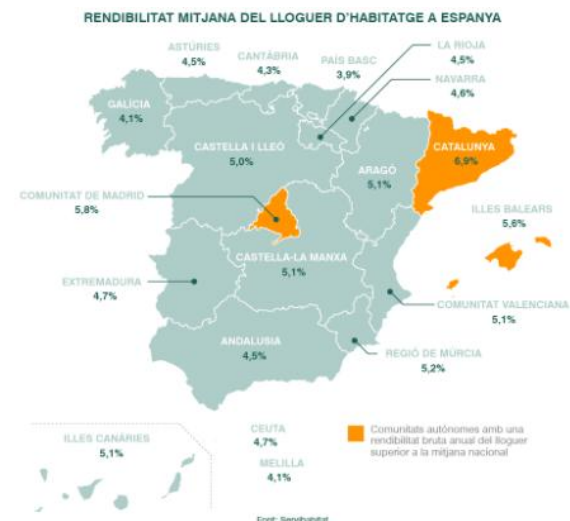 RENDIBILITAT MITJANA DEL LLOGUER D'HABITATGE A ESPANYA
ASTÚRIES
4,5%
CANTÀBRIA
4,3%
PAÍS BASC
3,9%
LA RIOJA
4,5%
NAVARRA
4,6%
GALÍCIA
4,1%
CASTELLA I LLEÓ
5,0%
ARAGÓ
5,1%
CATALUNYA
6,9%
COMUNITAT DE MADRID
5,8%
ILLES BALEARS
5,6%
CASTELLA-LA MANXA
5,1%
EXTREMADURA
4,7%
COMUNITAT VALENCIANA
5,1%
ANDALUSIA
4,5%
REGIÓ DE MÚRCIA
5,2%
ILLES CANÀRIES
5,1%
CEUTA
4,7%
MELILLA
4,1%
Comunitats autònomes amb una
rendibilitat bruta anual del lloguer
superior a la mitjana nacional
Font: Servihabitat